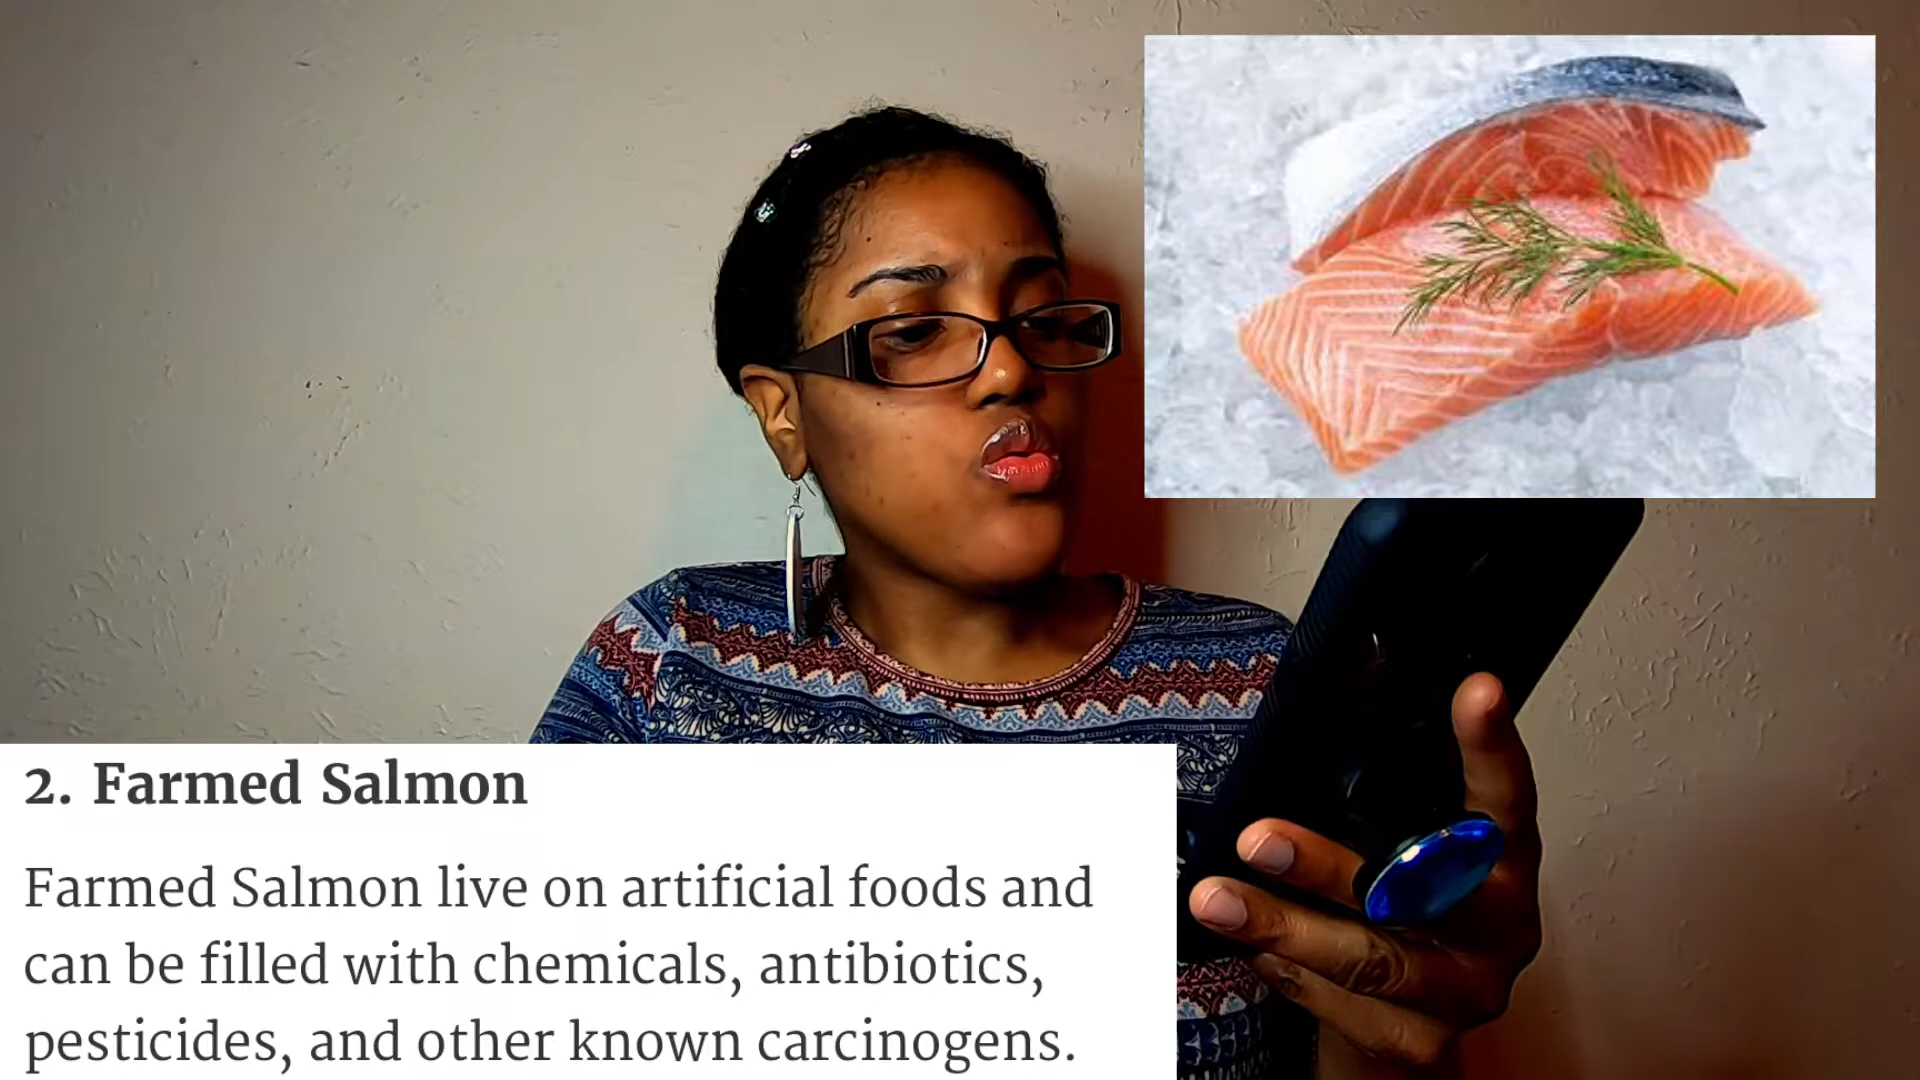 2. Farmed Salmon
Farmed Salmon live on artificial foods and
can be filled with chemicals, antibiotics,
pesticides, and other known carcinogens.